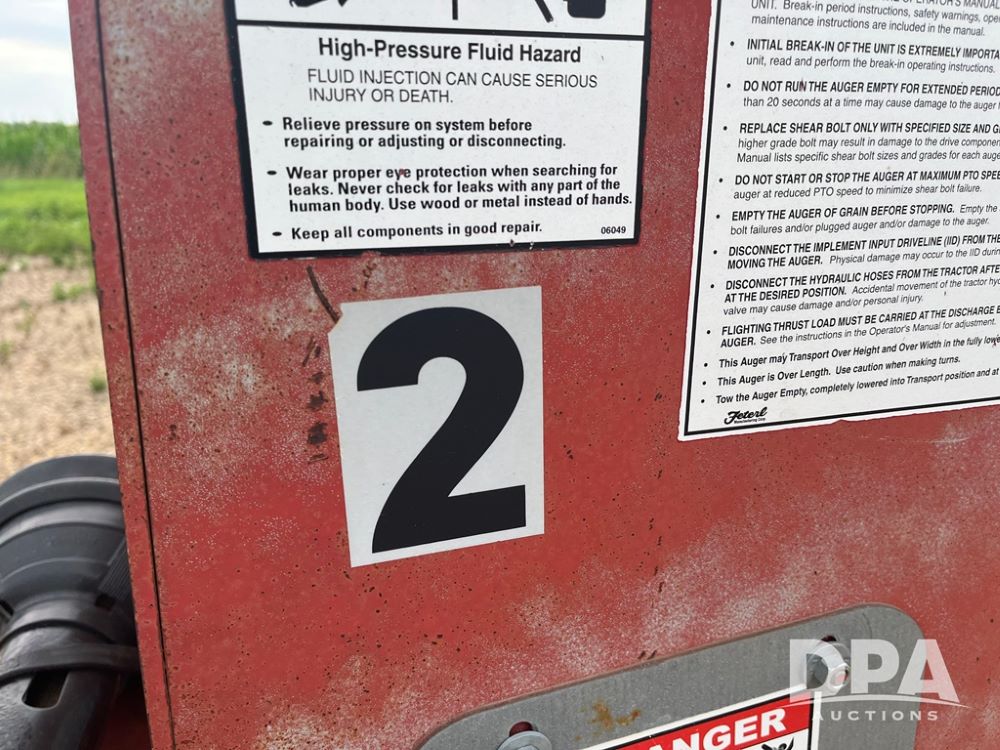 High-Pressure Fluid Hazard
FLUID INJECTION CAN CAUSE SERIOUS
INJURY OR DEATH.
• Relieve pressure on system before
repairing or adjusting or disconnecting.
• Wear proper eye protection when searching for
leaks. Never check for leaks with any part of the
human body. Use wood or metal instead of hands.
• Keep all components in good repair.
06049
2
OPERATOR'S MANUAL
UNIT. Break-in period instructions, safety warnings,
maintenance instructions are included in the manual.
• INITIAL BREAK-IN OF THE UNIT IS EXTREMELY
unit, read and perform the break-in operating instructions.
• DO NOT RUN THE AUGER EMPTY FOR EXTENDED
than 20 seconds at a time may cause damage to the auger
• REPLACE SHEAR BOLT ONLY WITH SPECIFIED SIZE AND
higher grade bolt may result in damage to the drive
Manual lists specific shear bolt sizes and grades for each
• DO NOT START OR STOP THE AUGER AT MAXIMUM PTO
auger at reduced PTO speed to minimize shear bolt failure.
• EMPTY THE AUGER OF GRAIN BEFORE STOPPING. Empty the
bolt failures and/or plugged auger and/or damage to the auger.
• DISCONNECT THE IMPLEMENT INPUT DRIVELINE (IID) FROM THE
MOVING THE AUGER. Physical damage may occur to the IID
• DISCONNECT THE HYDRAULIC HOSES FROM THE TRACTOR
AT THE DESIRED POSITION. Accidental movement of the tractor
valve may cause damage and/or personal injury.
• FLIGHTING THRUST LOAD MUST BE CARRIED AT THE DISCHARGE
AUGER. See the instructions in the Operator's Manual for adjustment.
• This Auger may Transport Over Height and Over Width in the fully
• This Auger is Over Length. Use caution when making turns.
• Tow the Auger Empty, completely lowered into Transport position and at
Feterl
Manufacturing Corp.
DANGER
DPA
AUCTIONS